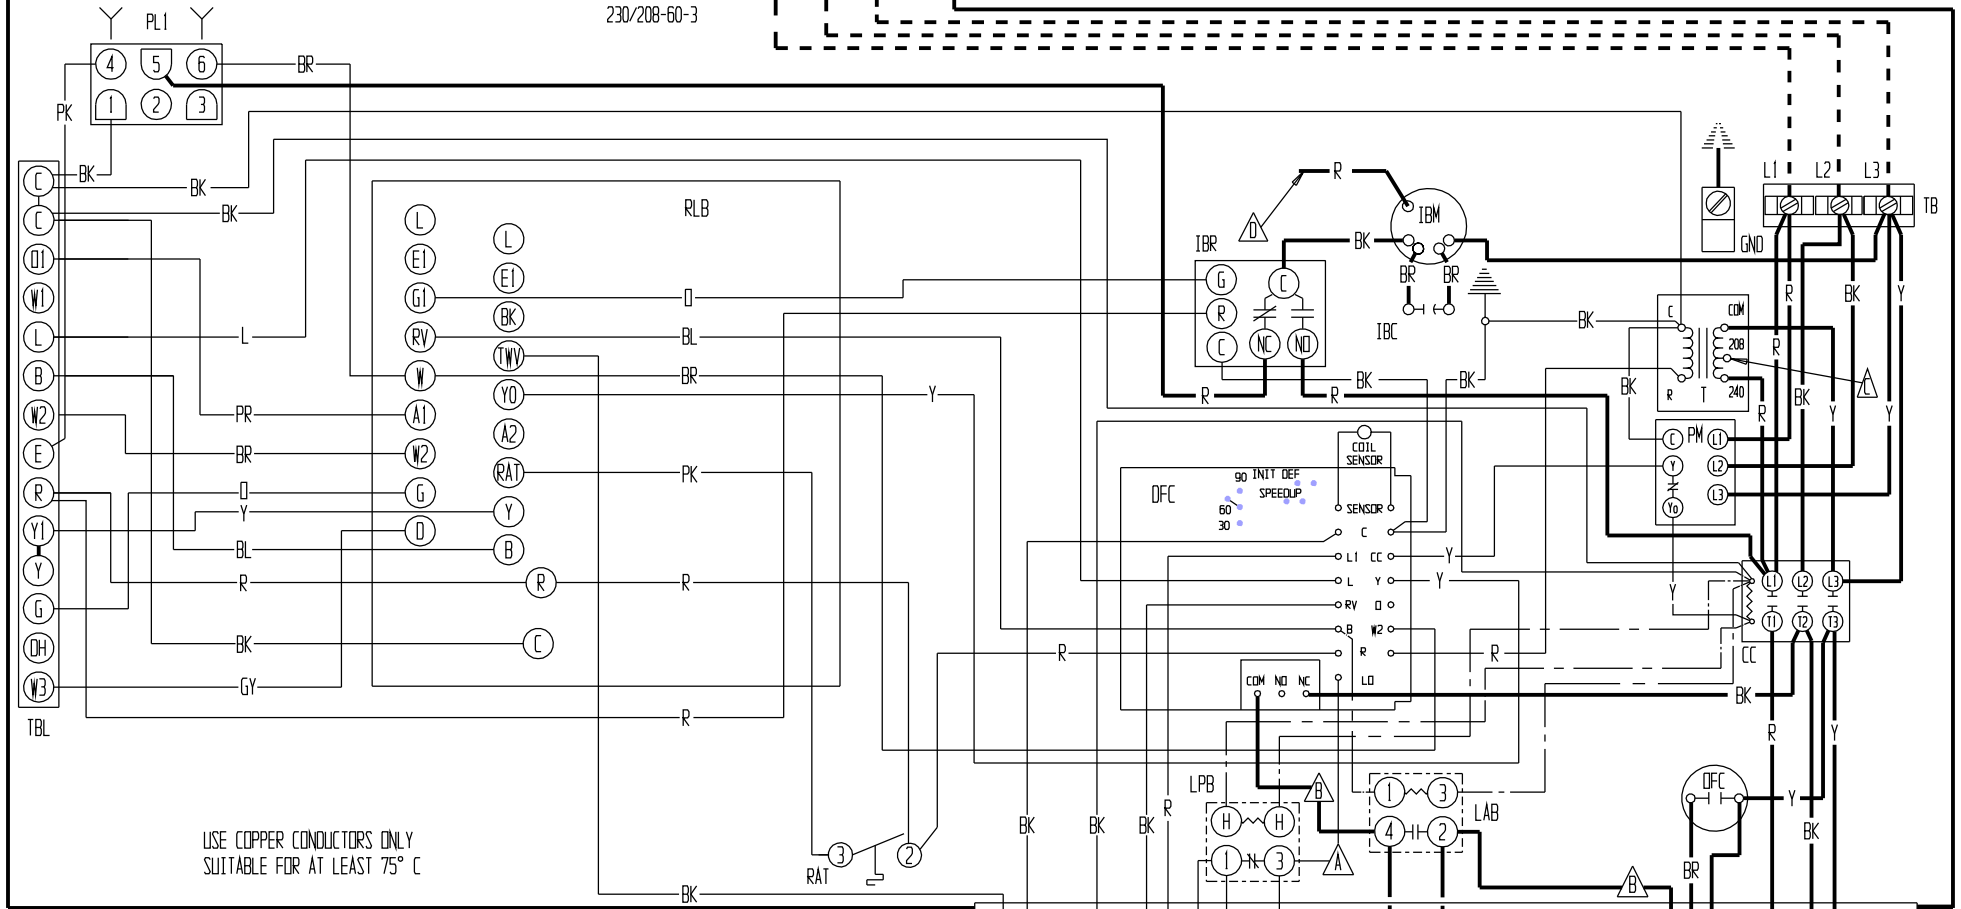 230/208-60-3
PL1
4 5 6
BR
1 2 3
PK
BK
BK
BK
C
C
O1
W1
L
B
W2
E
R
Y1
Y
G
DH
W3
TBL
L
PR
BR
O
Y
BL
R
BK
GY
RLB
L
E1
G1
RV
W
A1
W2
G
D
L
E1
BK
TWV
YO
A2
RAT
Y
B
R
C
O
BL
BR
Y
PK
R
R
R
BK
3
2
RAT
USE COPPER CONDUCTORS ONLY
SUITABLE FOR AT LEAST 75° C
D
R
IBM
IBR
G
R
C
C
NC NO
BK
BR BR
IBC
BK
R
R
BK
BK
GND
L1 L2 L3
TB
R
BK
Y
R
BK
Y
R
Y
C
COM
208
240
R
T
C
BK
PM
C
Y
Yo
L1
L2
L3
COIL
SENSOR
DFC
90 INIT DEF
SPEEDUP
60
30
SENSOR
C
L1 CC
L Y
RV O
B W2
R
LO
COM NO NC
Y
Y
R
Y
BK
L1 L2 L3
T1 T2 T3
CC
R
Y
BK
BK
BK
R
BK
LPB
H H
1 3
A
B
1 3
4 2
LAB
OFC
Y
BK
BR
B